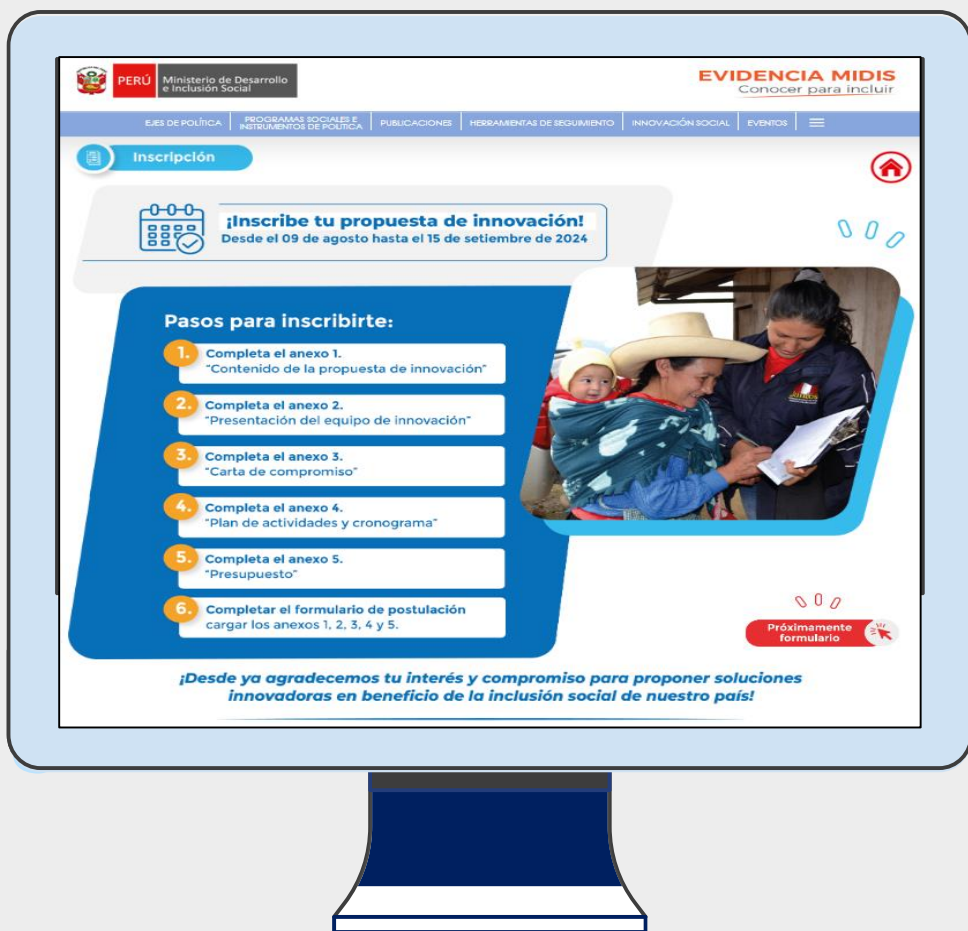 PERÚ
Ministerio de Desarrollo
e Inclusión Social
EVIDENCIA MIDIS
Conocer para incluir
EJES DE POLÍTICA
PROGRAMAS SOCIALES E
INSTRUMENTOS DE POLITICA
PUBLICACIONES
HERRAMIENTAS DE SEGUIMIENTO
INNOVACIÓN SOCIAL
EVENTOS
Inscripción
¡Inscribe tu propuesta de innovación!
Desde el 09 de agosto hasta el 15 de setiembre de 2024
Pasos para inscribirte:
1. Completa el anexo 1.
"Contenido de la propuesta de innovación"
2. Completa el anexo 2.
"Presentación del equipo de innovación"
3. Completa el anexo 3.
"Carta de compromiso"
4. Completa el anexo 4.
"Plan de actividades y cronograma"
5. Completa el anexo 5.
"Presupuesto"
6. Completar el formulario de postulación
cargar los anexos 1, 2, 3, 4 y 5.
Próximamente
formulario
¡Desde ya agradecemos tu interés y compromiso para proponer soluciones
innovadoras en beneficio de la inclusión social de nuestro país!